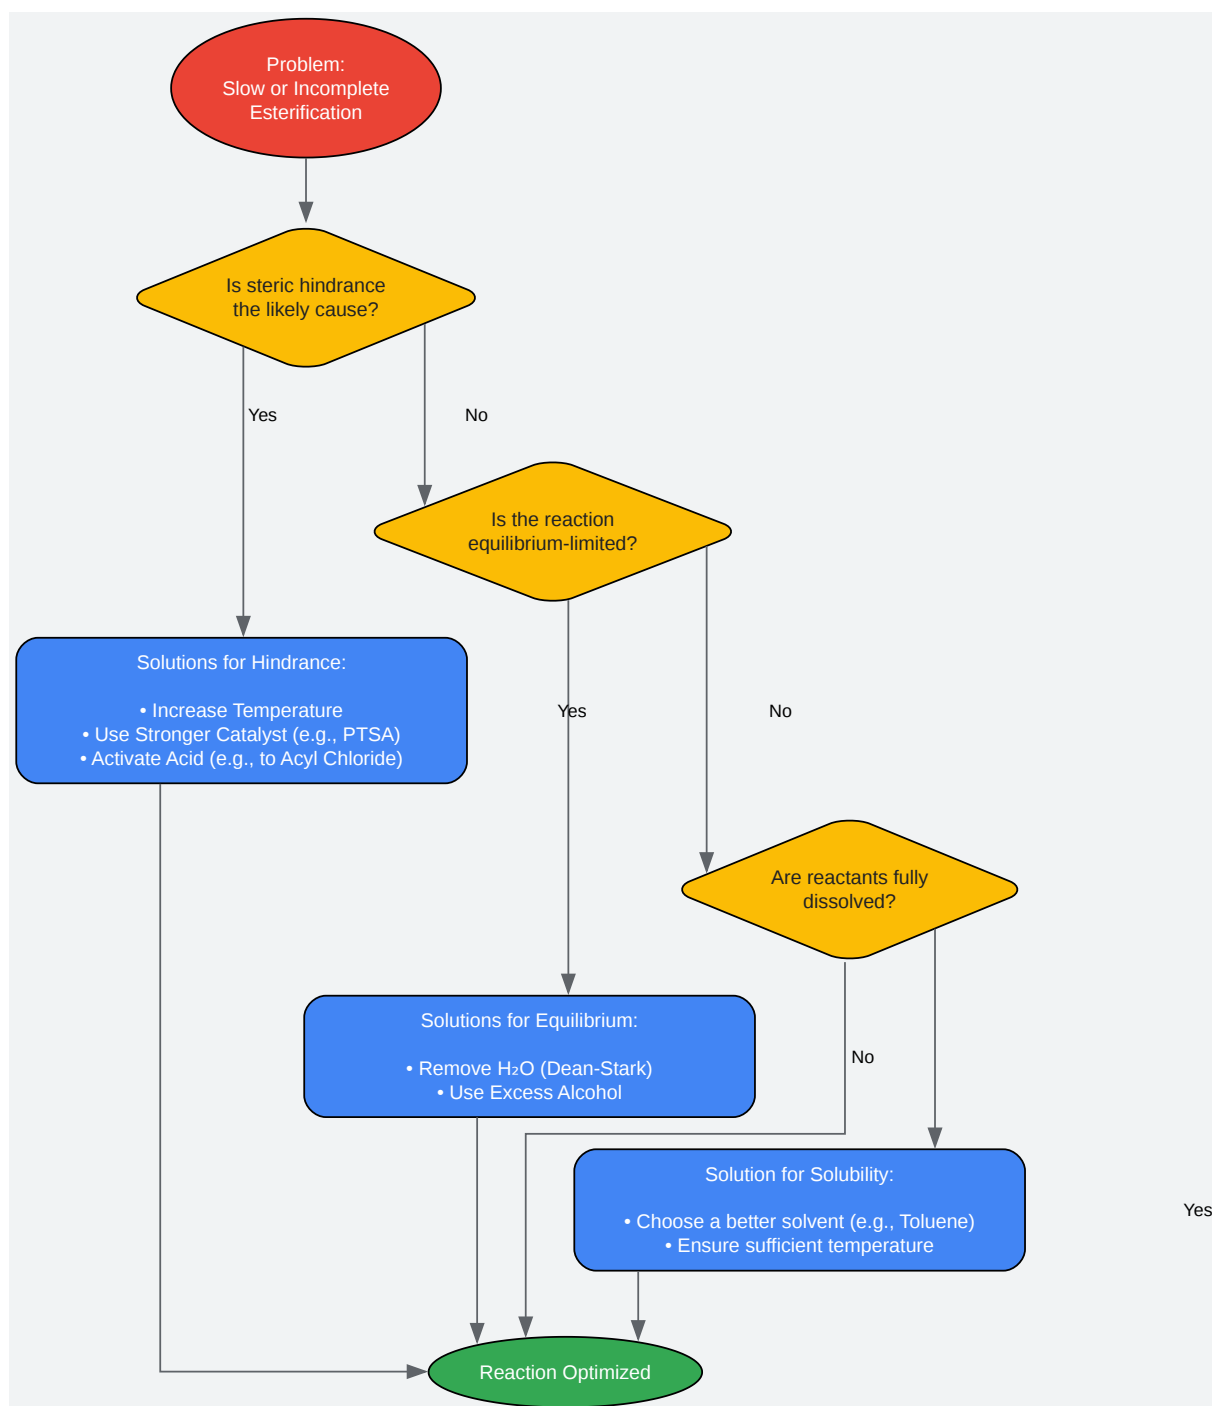 Problem:
Slow or Incomplete
Esterification
Is steric hindrance
the likely cause?
Yes
No
Is the reaction
equilibrium-limited?
Solutions for Hindrance:
• Increase Temperature
• Use Stronger Catalyst (e.g., PTSA)
• Activate Acid (e.g., to Acyl Chloride)
Yes
No
Are reactants fully
dissolved?
Solutions for Equilibrium:
• Remove H₂O (Dean-Stark)
• Use Excess Alcohol
No
Solution for Solubility:
• Choose a better solvent (e.g., Toluene)
• Ensure sufficient temperature
Yes
Reaction Optimized